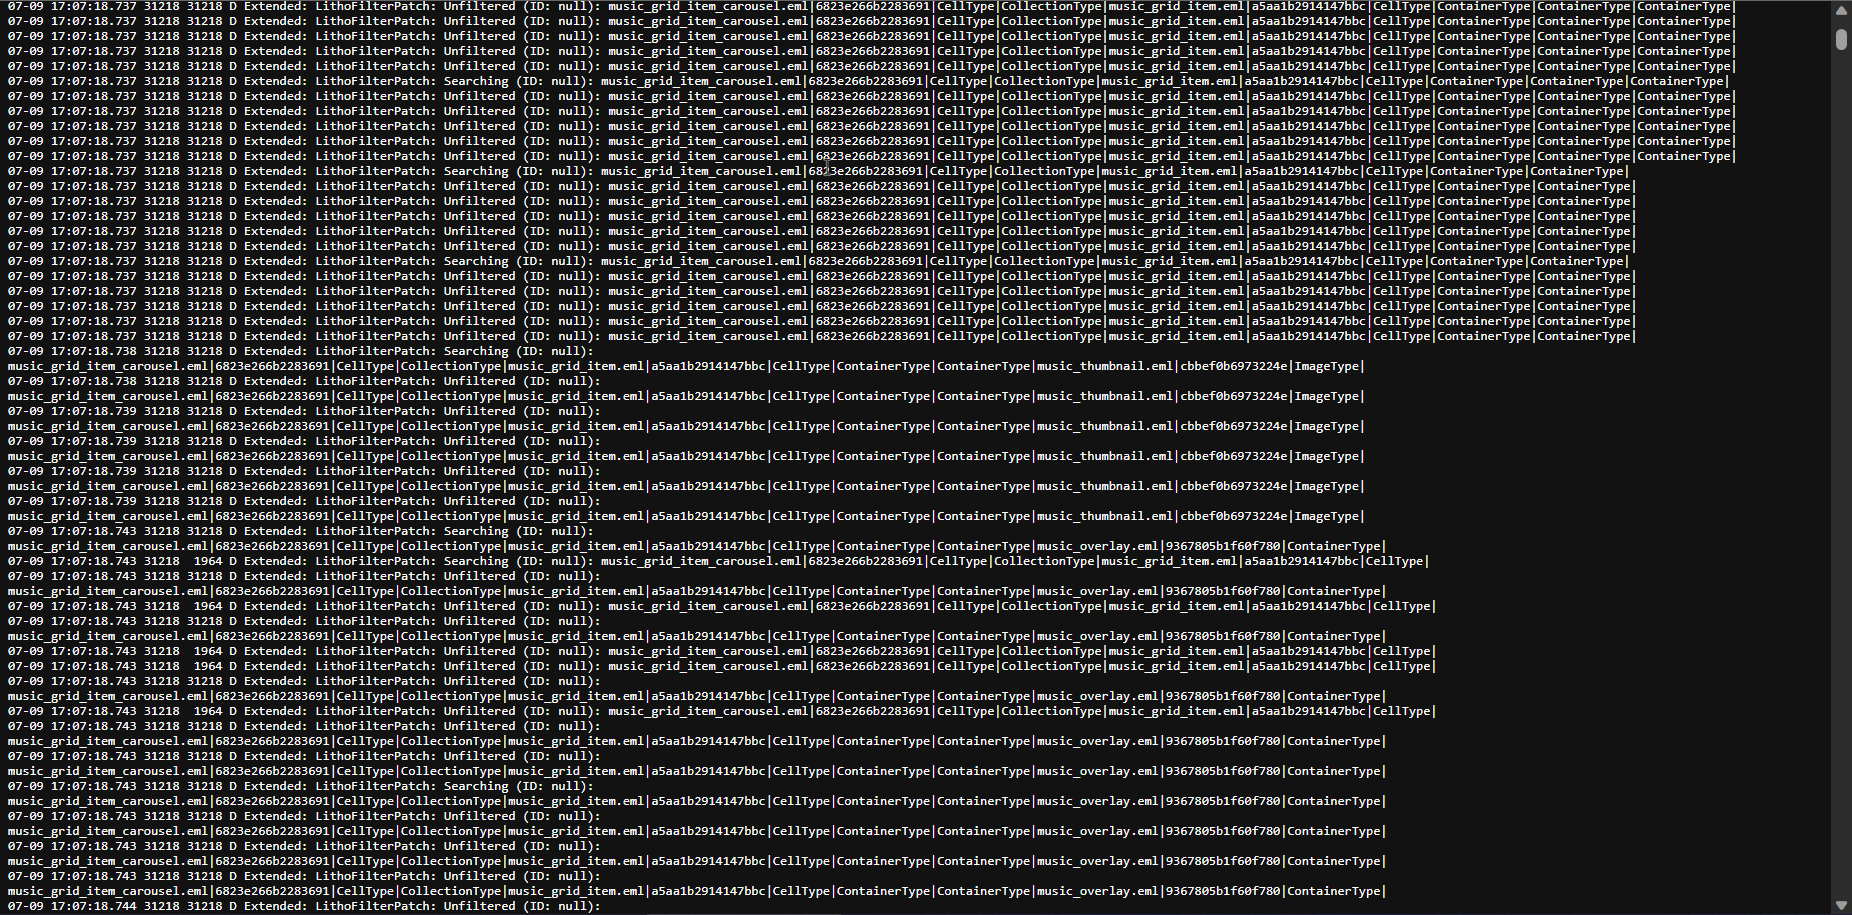 07-09 17:07:18.737 31218 31218 D Extended: LithoFilterPatch: Unfiltered (ID: null): music_grid_item_carousel.eml|6823e266b2283691|CellType|CollectionType|music_grid_item.eml|a5aa1b2914147bbc|CellType|ContainerType|ContainerType|ContainerType|
07-09 17:07:18.737 31218 31218 D Extended: LithoFilterPatch: Unfiltered (ID: null): music_grid_item_carousel.eml|6823e266b2283691|CellType|CollectionType|music_grid_item.eml|a5aa1b2914147bbc|CellType|ContainerType|ContainerType|ContainerType|
07-09 17:07:18.737 31218 31218 D Extended: LithoFilterPatch: Unfiltered (ID: null): music_grid_item_carousel.eml|6823e266b2283691|CellType|CollectionType|music_grid_item.eml|a5aa1b2914147bbc|CellType|ContainerType|ContainerType|ContainerType|
07-09 17:07:18.737 31218 31218 D Extended: LithoFilterPatch: Unfiltered (ID: null): music_grid_item_carousel.eml|6823e266b2283691|CellType|CollectionType|music_grid_item.eml|a5aa1b2914147bbc|CellType|ContainerType|ContainerType|ContainerType|
07-09 17:07:18.737 31218 31218 D Extended: LithoFilterPatch: Unfiltered (ID: null): music_grid_item_carousel.eml|6823e266b2283691|CellType|CollectionType|music_grid_item.eml|a5aa1b2914147bbc|CellType|ContainerType|ContainerType|ContainerType|
07-09 17:07:18.737 31218 31218 D Extended: LithoFilterPatch: Searching (ID: null): music_grid_item_carousel.eml|6823e266b2283691|CellType|CollectionType|music_grid_item.eml|a5aa1b2914147bbc|CellType|ContainerType|ContainerType|ContainerType|
07-09 17:07:18.737 31218 31218 D Extended: LithoFilterPatch: Unfiltered (ID: null): music_grid_item_carousel.eml|6823e266b2283691|CellType|CollectionType|music_grid_item.eml|a5aa1b2914147bbc|CellType|ContainerType|ContainerType|ContainerType|
07-09 17:07:18.737 31218 31218 D Extended: LithoFilterPatch: Unfiltered (ID: null): music_grid_item_carousel.eml|6823e266b2283691|CellType|CollectionType|music_grid_item.eml|a5aa1b2914147bbc|CellType|ContainerType|ContainerType|ContainerType|
07-09 17:07:18.737 31218 31218 D Extended: LithoFilterPatch: Unfiltered (ID: null): music_grid_item_carousel.eml|6823e266b2283691|CellType|CollectionType|music_grid_item.eml|a5aa1b2914147bbc|CellType|ContainerType|ContainerType|ContainerType|
07-09 17:07:18.737 31218 31218 D Extended: LithoFilterPatch: Unfiltered (ID: null): music_grid_item_carousel.eml|6823e266b2283691|CellType|CollectionType|music_grid_item.eml|a5aa1b2914147bbc|CellType|ContainerType|ContainerType|ContainerType|
07-09 17:07:18.737 31218 31218 D Extended: LithoFilterPatch: Unfiltered (ID: null): music_grid_item_carousel.eml|6823e266b2283691|CellType|CollectionType|music_grid_item.eml|a5aa1b2914147bbc|CellType|ContainerType|ContainerType|ContainerType|
07-09 17:07:18.737 31218 31218 D Extended: LithoFilterPatch: Searching (ID: null): music_grid_item_carousel.eml|6823e266b2283691|CellType|CollectionType|music_grid_item.eml|a5aa1b2914147bbc|CellType|ContainerType|ContainerType|
07-09 17:07:18.737 31218 31218 D Extended: LithoFilterPatch: Unfiltered (ID: null): music_grid_item_carousel.eml|6823e266b2283691|CellType|CollectionType|music_grid_item.eml|a5aa1b2914147bbc|CellType|ContainerType|ContainerType|
07-09 17:07:18.737 31218 31218 D Extended: LithoFilterPatch: Unfiltered (ID: null): music_grid_item_carousel.eml|6823e266b2283691|CellType|CollectionType|music_grid_item.eml|a5aa1b2914147bbc|CellType|ContainerType|ContainerType|
07-09 17:07:18.737 31218 31218 D Extended: LithoFilterPatch: Unfiltered (ID: null): music_grid_item_carousel.eml|6823e266b2283691|CellType|CollectionType|music_grid_item.eml|a5aa1b2914147bbc|CellType|ContainerType|ContainerType|
07-09 17:07:18.737 31218 31218 D Extended: LithoFilterPatch: Unfiltered (ID: null): music_grid_item_carousel.eml|6823e266b2283691|CellType|CollectionType|music_grid_item.eml|a5aa1b2914147bbc|CellType|ContainerType|ContainerType|
07-09 17:07:18.737 31218 31218 D Extended: LithoFilterPatch: Unfiltered (ID: null): music_grid_item_carousel.eml|6823e266b2283691|CellType|CollectionType|music_grid_item.eml|a5aa1b2914147bbc|CellType|ContainerType|ContainerType|
07-09 17:07:18.737 31218 31218 D Extended: LithoFilterPatch: Searching (ID: null): music_grid_item_carousel.eml|6823e266b2283691|CellType|CollectionType|music_grid_item.eml|a5aa1b2914147bbc|CellType|ContainerType|ContainerType|
07-09 17:07:18.737 31218 31218 D Extended: LithoFilterPatch: Unfiltered (ID: null): music_grid_item_carousel.eml|6823e266b2283691|CellType|CollectionType|music_grid_item.eml|a5aa1b2914147bbc|CellType|ContainerType|ContainerType|
07-09 17:07:18.737 31218 31218 D Extended: LithoFilterPatch: Unfiltered (ID: null): music_grid_item_carousel.eml|6823e266b2283691|CellType|CollectionType|music_grid_item.eml|a5aa1b2914147bbc|CellType|ContainerType|ContainerType|
07-09 17:07:18.737 31218 31218 D Extended: LithoFilterPatch: Unfiltered (ID: null): music_grid_item_carousel.eml|6823e266b2283691|CellType|CollectionType|music_grid_item.eml|a5aa1b2914147bbc|CellType|ContainerType|ContainerType|
07-09 17:07:18.737 31218 31218 D Extended: LithoFilterPatch: Unfiltered (ID: null): music_grid_item_carousel.eml|6823e266b2283691|CellType|CollectionType|music_grid_item.eml|a5aa1b2914147bbc|CellType|ContainerType|ContainerType|
07-09 17:07:18.737 31218 31218 D Extended: LithoFilterPatch: Unfiltered (ID: null): music_grid_item_carousel.eml|6823e266b2283691|CellType|CollectionType|music_grid_item.eml|a5aa1b2914147bbc|CellType|ContainerType|ContainerType|
07-09 17:07:18.738 31218 31218 D Extended: LithoFilterPatch: Searching (ID: null):
music_grid_item_carousel.eml|6823e266b2283691|CellType|CollectionType|music_grid_item.eml|a5aa1b2914147bbc|CellType|ContainerType|ContainerType|music_thumbnail.eml|cbbef0b6973224e|ImageType|
07-09 17:07:18.738 31218 31218 D Extended: LithoFilterPatch: Unfiltered (ID: null):
music_grid_item_carousel.eml|6823e266b2283691|CellType|CollectionType|music_grid_item.eml|a5aa1b2914147bbc|CellType|ContainerType|ContainerType|music_thumbnail.eml|cbbef0b6973224e|ImageType|
07-09 17:07:18.739 31218 31218 D Extended: LithoFilterPatch: Unfiltered (ID: null):
music_grid_item_carousel.eml|6823e266b2283691|CellType|CollectionType|music_grid_item.eml|a5aa1b2914147bbc|CellType|ContainerType|ContainerType|music_thumbnail.eml|cbbef0b6973224e|ImageType|
07-09 17:07:18.739 31218 31218 D Extended: LithoFilterPatch: Unfiltered (ID: null):
music_grid_item_carousel.eml|6823e266b2283691|CellType|CollectionType|music_grid_item.eml|a5aa1b2914147bbc|CellType|ContainerType|ContainerType|music_thumbnail.eml|cbbef0b6973224e|ImageType|
07-09 17:07:18.739 31218 31218 D Extended: LithoFilterPatch: Unfiltered (ID: null):
music_grid_item_carousel.eml|6823e266b2283691|CellType|CollectionType|music_grid_item.eml|a5aa1b2914147bbc|CellType|ContainerType|ContainerType|music_thumbnail.eml|cbbef0b6973224e|ImageType|
07-09 17:07:18.739 31218 31218 D Extended: LithoFilterPatch: Unfiltered (ID: null):
music_grid_item_carousel.eml|6823e266b2283691|CellType|CollectionType|music_grid_item.eml|a5aa1b2914147bbc|CellType|ContainerType|ContainerType|music_thumbnail.eml|cbbef0b6973224e|ImageType|
07-09 17:07:18.743 31218 31218 D Extended: LithoFilterPatch: Searching (ID: null):
music_grid_item_carousel.eml|6823e266b2283691|CellType|CollectionType|music_grid_item.eml|a5aa1b2914147bbc|CellType|ContainerType|ContainerType|music_overlay.eml|9367805b1f60f780|ContainerType|
07-09 17:07:18.743 31218  1964 D Extended: LithoFilterPatch: Searching (ID: null): music_grid_item_carousel.eml|6823e266b2283691|CellType|CollectionType|music_grid_item.eml|a5aa1b2914147bbc|CellType|
07-09 17:07:18.743 31218 31218 D Extended: LithoFilterPatch: Unfiltered (ID: null):
music_grid_item_carousel.eml|6823e266b2283691|CellType|CollectionType|music_grid_item.eml|a5aa1b2914147bbc|CellType|ContainerType|ContainerType|music_overlay.eml|9367805b1f60f780|ContainerType|
07-09 17:07:18.743 31218  1964 D Extended: LithoFilterPatch: Unfiltered (ID: null): music_grid_item_carousel.eml|6823e266b2283691|CellType|CollectionType|music_grid_item.eml|a5aa1b2914147bbc|CellType|
07-09 17:07:18.743 31218 31218 D Extended: LithoFilterPatch: Unfiltered (ID: null):
music_grid_item_carousel.eml|6823e266b2283691|CellType|CollectionType|music_grid_item.eml|a5aa1b2914147bbc|CellType|ContainerType|ContainerType|music_overlay.eml|9367805b1f60f780|ContainerType|
07-09 17:07:18.743 31218  1964 D Extended: LithoFilterPatch: Unfiltered (ID: null): music_grid_item_carousel.eml|6823e266b2283691|CellType|CollectionType|music_grid_item.eml|a5aa1b2914147bbc|CellType|
07-09 17:07:18.743 31218  1964 D Extended: LithoFilterPatch: Unfiltered (ID: null): music_grid_item_carousel.eml|6823e266b2283691|CellType|CollectionType|music_grid_item.eml|a5aa1b2914147bbc|CellType|
07-09 17:07:18.743 31218 31218 D Extended: LithoFilterPatch: Unfiltered (ID: null):
music_grid_item_carousel.eml|6823e266b2283691|CellType|CollectionType|music_grid_item.eml|a5aa1b2914147bbc|CellType|ContainerType|ContainerType|music_overlay.eml|9367805b1f60f780|ContainerType|
07-09 17:07:18.743 31218  1964 D Extended: LithoFilterPatch: Unfiltered (ID: null): music_grid_item_carousel.eml|6823e266b2283691|CellType|CollectionType|music_grid_item.eml|a5aa1b2914147bbc|CellType|
07-09 17:07:18.743 31218 31218 D Extended: LithoFilterPatch: Unfiltered (ID: null):
music_grid_item_carousel.eml|6823e266b2283691|CellType|CollectionType|music_grid_item.eml|a5aa1b2914147bbc|CellType|ContainerType|ContainerType|music_overlay.eml|9367805b1f60f780|ContainerType|
07-09 17:07:18.743 31218 31218 D Extended: LithoFilterPatch: Unfiltered (ID: null):
music_grid_item_carousel.eml|6823e266b2283691|CellType|CollectionType|music_grid_item.eml|a5aa1b2914147bbc|CellType|ContainerType|ContainerType|music_overlay.eml|9367805b1f60f780|ContainerType|
07-09 17:07:18.743 31218 31218 D Extended: LithoFilterPatch: Searching (ID: null):
music_grid_item_carousel.eml|6823e266b2283691|CellType|CollectionType|music_grid_item.eml|a5aa1b2914147bbc|CellType|ContainerType|ContainerType|music_overlay.eml|9367805b1f60f780|ContainerType|
07-09 17:07:18.743 31218 31218 D Extended: LithoFilterPatch: Unfiltered (ID: null):
music_grid_item_carousel.eml|6823e266b2283691|CellType|CollectionType|music_grid_item.eml|a5aa1b2914147bbc|CellType|ContainerType|ContainerType|music_overlay.eml|9367805b1f60f780|ContainerType|
07-09 17:07:18.743 31218 31218 D Extended: LithoFilterPatch: Unfiltered (ID: null):
music_grid_item_carousel.eml|6823e266b2283691|CellType|CollectionType|music_grid_item.eml|a5aa1b2914147bbc|CellType|ContainerType|ContainerType|music_overlay.eml|9367805b1f60f780|ContainerType|
07-09 17:07:18.743 31218 31218 D Extended: LithoFilterPatch: Unfiltered (ID: null):
music_grid_item_carousel.eml|6823e266b2283691|CellType|CollectionType|music_grid_item.eml|a5aa1b2914147bbc|CellType|ContainerType|ContainerType|music_overlay.eml|9367805b1f60f780|ContainerType|
07-09 17:07:18.744 31218 31218 D Extended: LithoFilterPatch: Unfiltered (ID: null):